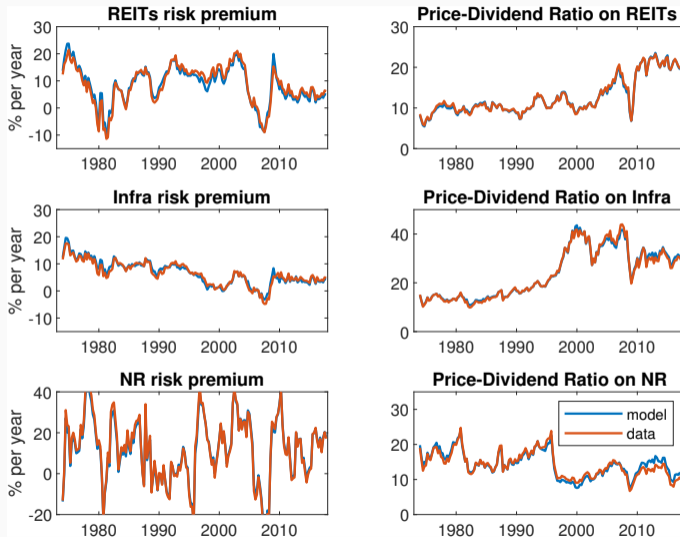 REITs risk premium
% per year
30
20
10
0
-10
1980 1990 2000 2010
Price-Dividend Ratio on REITs
30
20
10
0
1980 1990 2000 2010
Infra risk premium
% per year
30
20
10
0
-10
1980 1990 2000 2010
Price-Dividend Ratio on Infra
40
20
0
1980 1990 2000 2010
NR risk premium
% per year
40
20
0
-20
1980 1990 2000 2010
Price-Dividend Ratio on NR
30
20
10
0
1980 1990 2000 2010
model
data